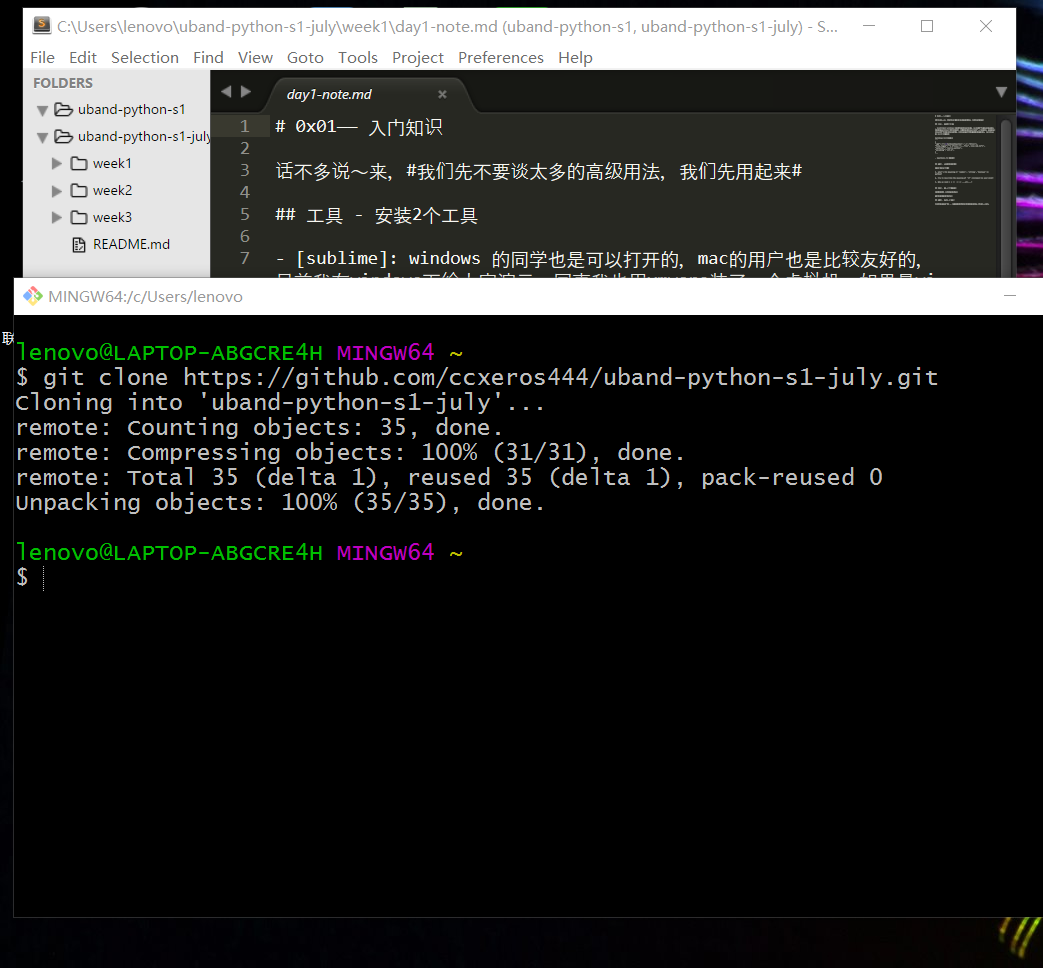 C:\Users\lenovo\uband-python-s1-july\week1\day1-note.md (uband-python-s1, uband-python-s1-july) - S...
File Edit Selection Find View Goto Tools Project Preferences Help
FOLDERS
uband-python-s1
uband-python-s1-july
week1
week2
week3
README.md
day1-note.md
1 # 0x01—— 入门知识
2
3 话不多说～来, #我们先不要谈太多的高级用法, 我们先用起来#
4
5 ## 工具 - 安装2个工具
6
7 - [sublime]: windows 的同学也是可以打开的, mac的用户也是比较友好的,
MINGW64:/c/Users/lenovo
联
lenovo@LAPTOP-ABGCRE4H MINGW64 ~
$ git clone https://github.com/ccxeros444/uband-python-s1-july.git
Cloning into 'uband-python-s1-july'...
remote: Counting objects: 35, done.
remote: Compressing objects: 100% (31/31), done.
remote: Total 35 (delta 1), reused 35 (delta 1), pack-reused 0
Unpacking objects: 100% (35/35), done.
lenovo@LAPTOP-ABGCRE4H MINGW64 ~
$